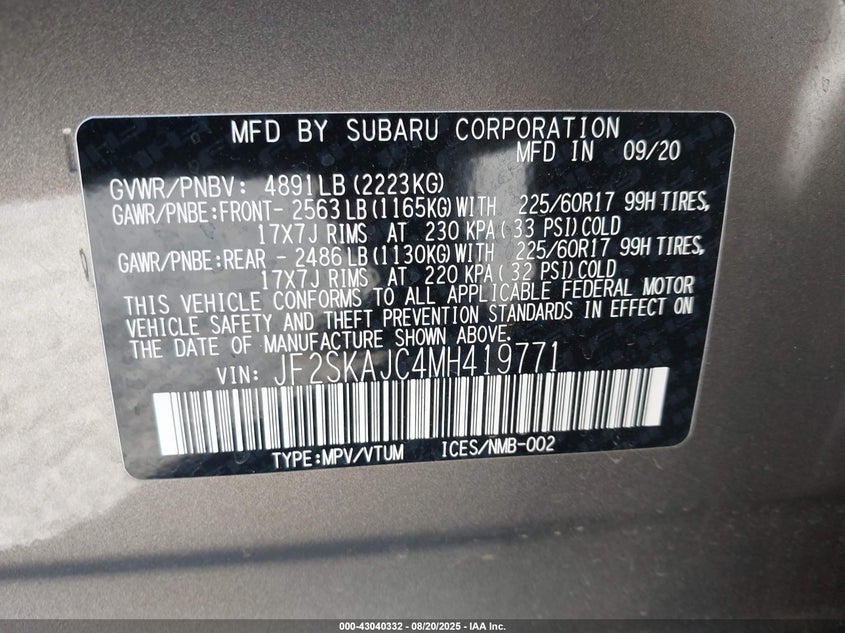 MFD BY SUBARU CORPORATION
MFD IN 09/20
GVWR/PNBV: 4891LB(2223KG)
GAWR/PNBE:FRONT- 2563LB(1165KG)WITH 225/60R17 99H TIRES,
17X7J RIMS AT 230 KPA(33 PSI)COLD
GAWR/PNBE:REAR - 2486LB(1130KG)WITH 225/60R17 99H TIRES,
17X7J RIMS AT 220 KPA(32 PSI)COLD
THIS VEHICLE CONFORMS TO ALL APPLICABLE FEDERAL MOTOR
VEHICLE SAFETY AND THEFT PREVENTION STANDARDS IN EFFECT ON
THE DATE OF MANUFACTURE SHOWN ABOVE.
VIN: JF2SKAJC4MH419771
TYPE:MPV/VTUM ICES/NMB-002
000-43040332 - 08/20/2025 - IAA Inc.